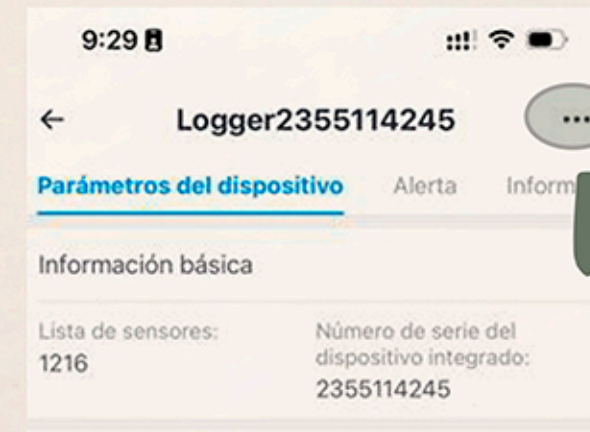 9:29
Logger2355114245
...
Parámetros del dispositivo Alerta Inform
Información básica
Lista de sensores: Número de serie del
dispositivo integrado:
1216
2355114245